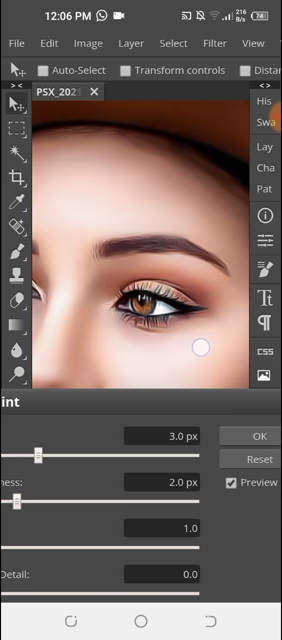 12:06 PM 216 B/s 74
File Edit Image Layer Select Filter View
Auto-Select Transform controls Distan
> < < >
PSX_2021 X
His
Swa
Lay
Cha
Pat
CSS
int
3.0 px OK
Reset
ness: 2.0 px Preview
1.0
Detail: 0.0